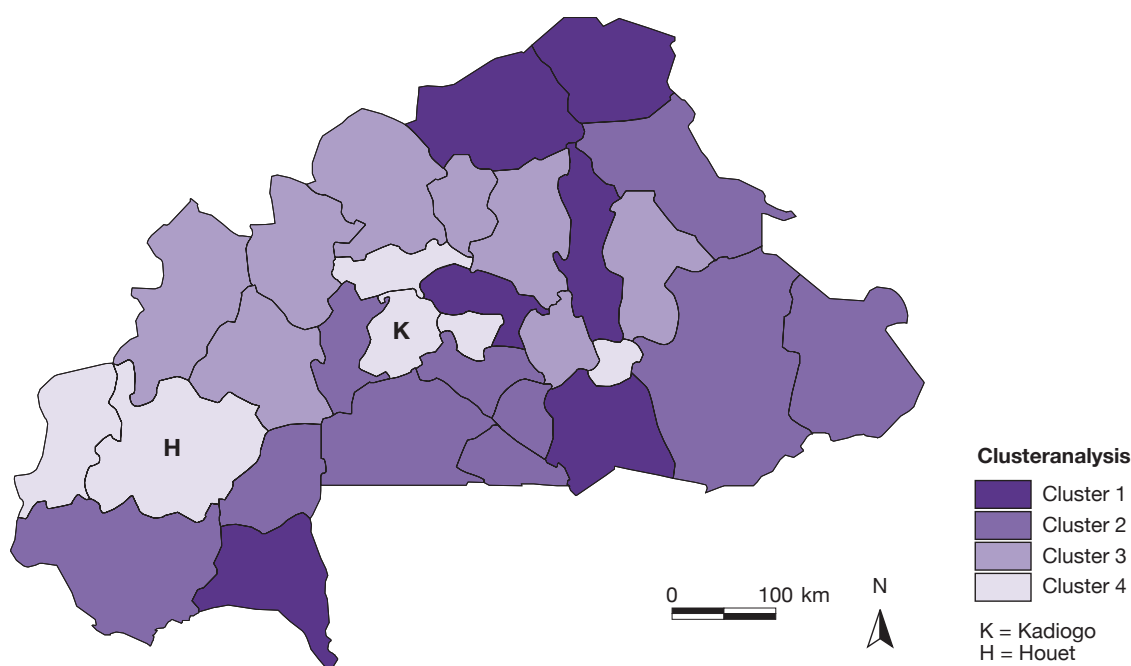 K
H
Clusteranalysis
Cluster 1
Cluster 2
Cluster 3
Cluster 4
0 100 km
N
K = Kadiogo
H = Houet